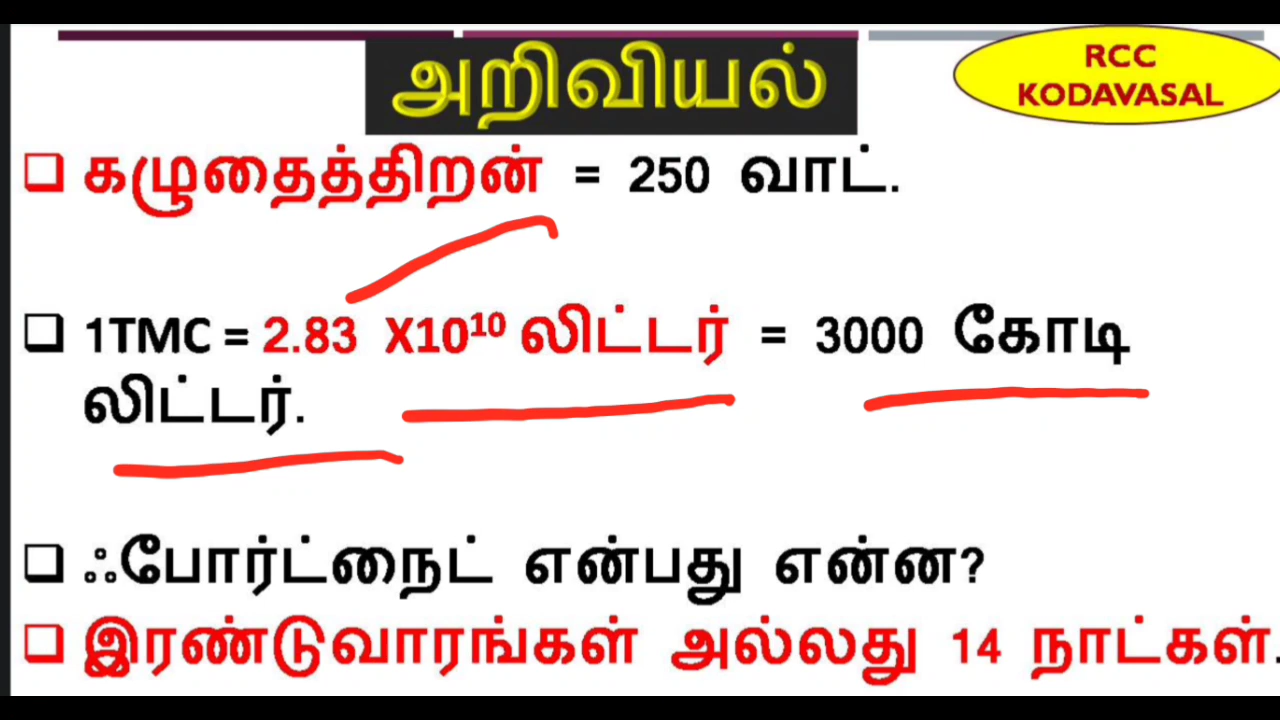 அறிவியல்
RCC
KODAVASAL
கழுதைத்திறன் = 250 வாட்.
1TMC = 2.83 X10¹⁰ லிட்டர் = 3000 கோடி
லிட்டர்.
ஃபோர்ட்நைட் என்பது என்ன?
இரண்டுவாரங்கள் அல்லது 14 நாட்கள்.